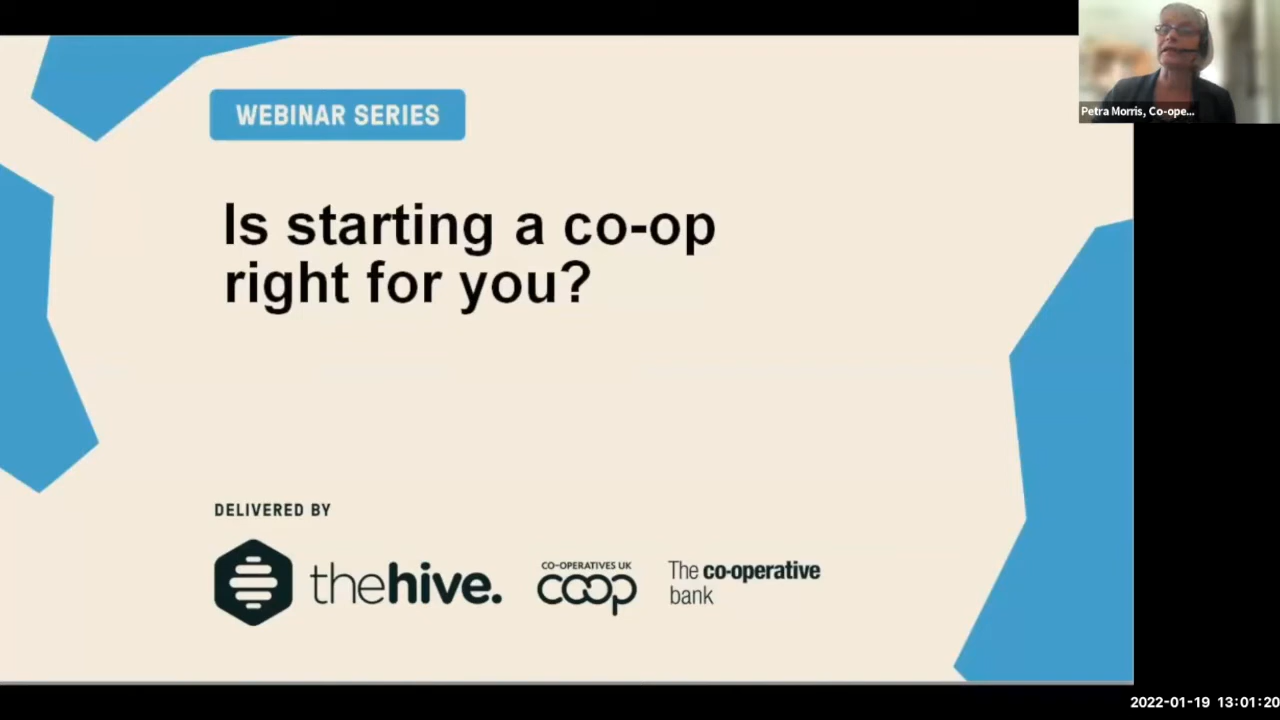 Petra Morris, Co-ope...
WEBINAR SERIES
Is starting a co-op
right for you?
DELIVERED BY
thehive.
CO-OPERATIVES UK
coop
The co-operative
bank
2022-01-19 13:01:20